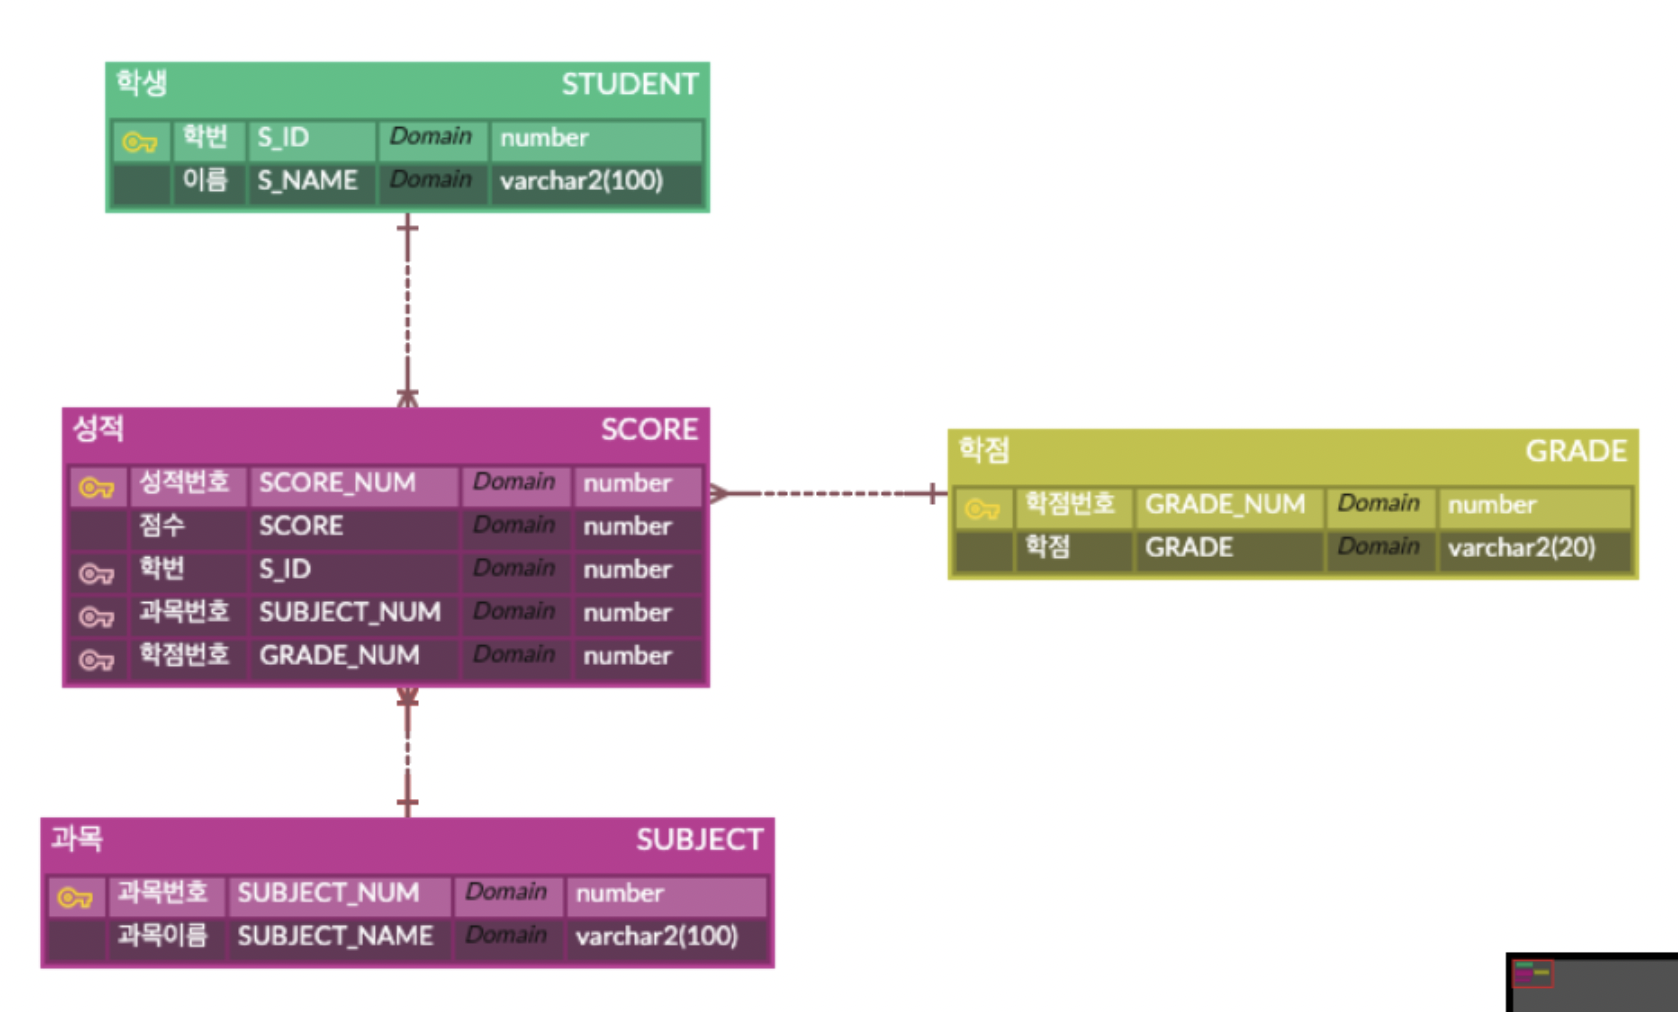 학생 STUDENT
학번 S_ID Domain number
이름 S_NAME Domain varchar2(100)
성적 SCORE
성적번호 SCORE_NUM Domain number
점수 SCORE Domain number
학번 S_ID Domain number
과목번호 SUBJECT_NUM Domain number
학점번호 GRADE_NUM Domain number
학점 GRADE
학점번호 GRADE_NUM Domain number
학점 GRADE Domain varchar2(20)
과목 SUBJECT
과목번호 SUBJECT_NUM Domain number
과목이름 SUBJECT_NAME Domain varchar2(100)